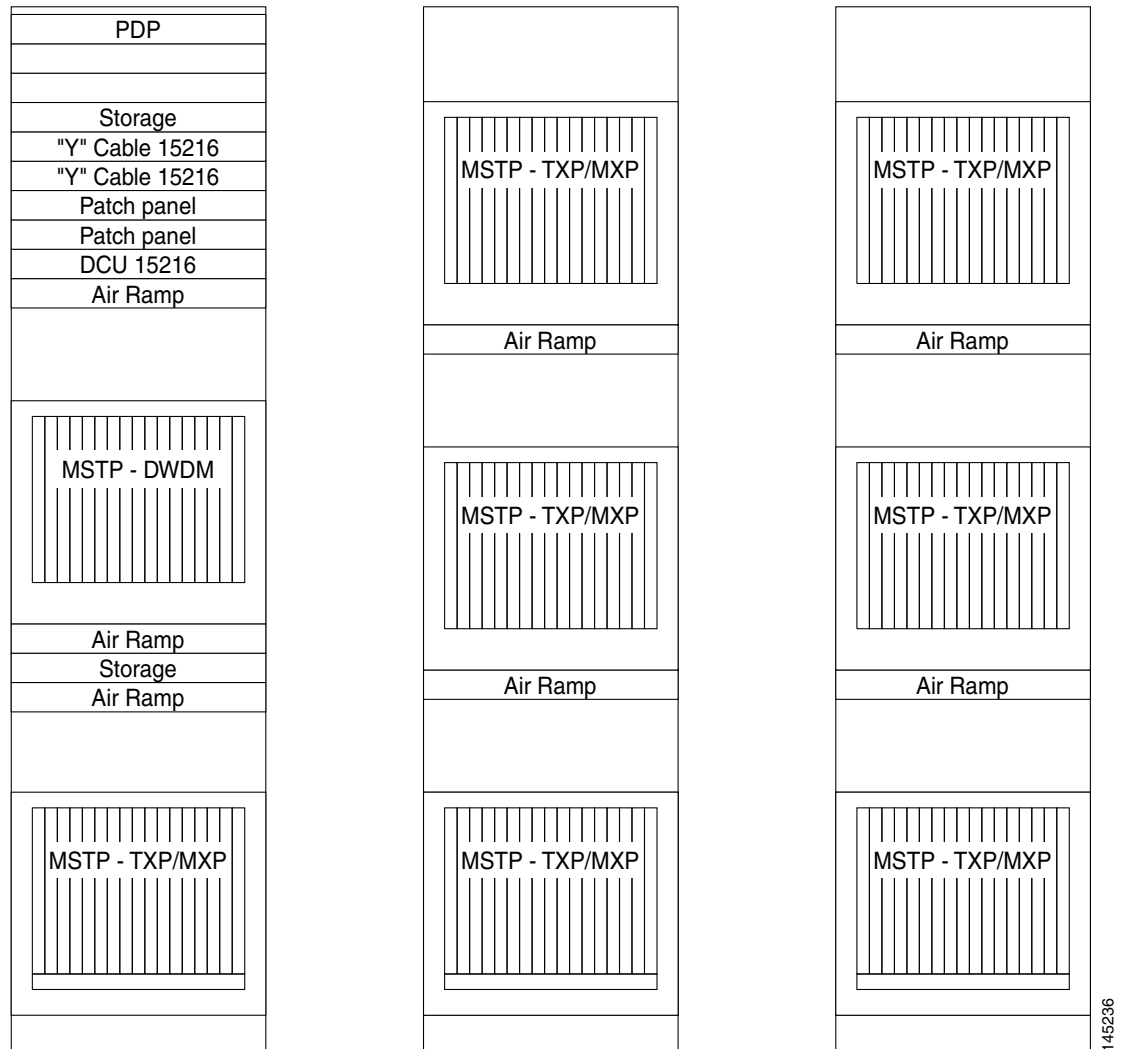 PDP
Storage
"Y" Cable 15216
"Y" Cable 15216
Patch panel
Patch panel
DCU 15216
Air Ramp
MSTP - DWDM
Air Ramp
Storage
Air Ramp
MSTP - TXP/MXP
MSTP - TXP/MXP
Air Ramp
MSTP - TXP/MXP
Air Ramp
MSTP - TXP/MXP
MSTP - TXP/MXP
Air Ramp
MSTP - TXP/MXP
Air Ramp
MSTP - TXP/MXP
145236